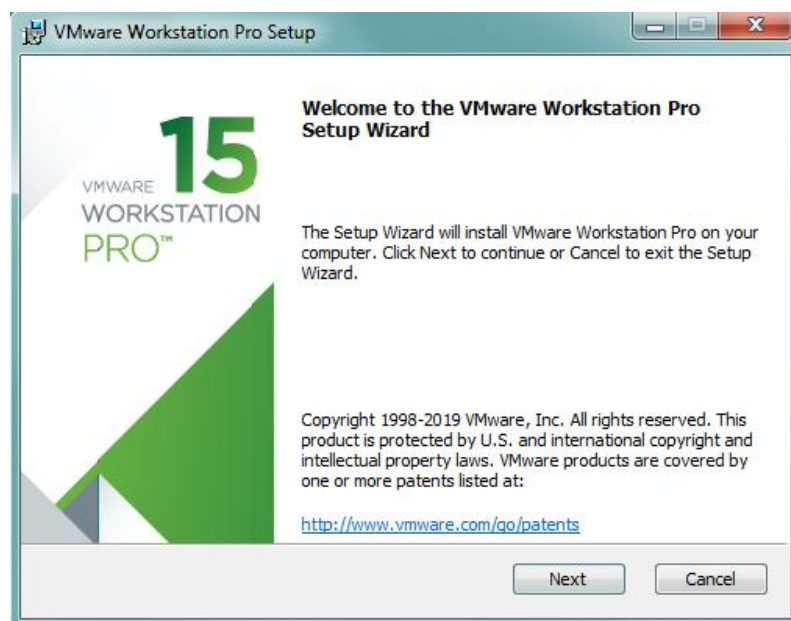 VMware Workstation Pro Setup
Welcome to the VMware Workstation Pro
Setup Wizard
15
VMWARE
WORKSTATION
PRO™
The Setup Wizard will install VMware Workstation Pro on your
computer. Click Next to continue or Cancel to exit the Setup
Wizard.
Copyright 1998-2019 VMware, Inc. All rights reserved. This
product is protected by U.S. and international copyright and
intellectual property laws. VMware products are covered by
one or more patents listed at:
http://www.vmware.com/go/patents
Next
Cancel